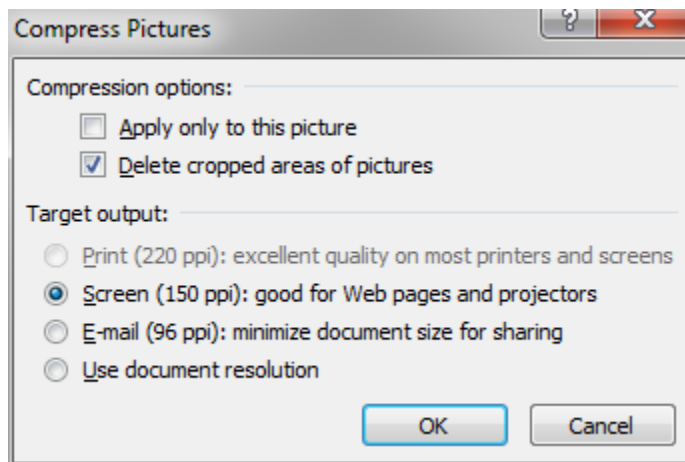 Compress Pictures
Compression options:
Apply only to this picture
Delete cropped areas of pictures
Target output:
Print (220 ppi): excellent quality on most printers and screens
Screen (150 ppi): good for Web pages and projectors
E-mail (96 ppi): minimize document size for sharing
Use document resolution
OK Cancel